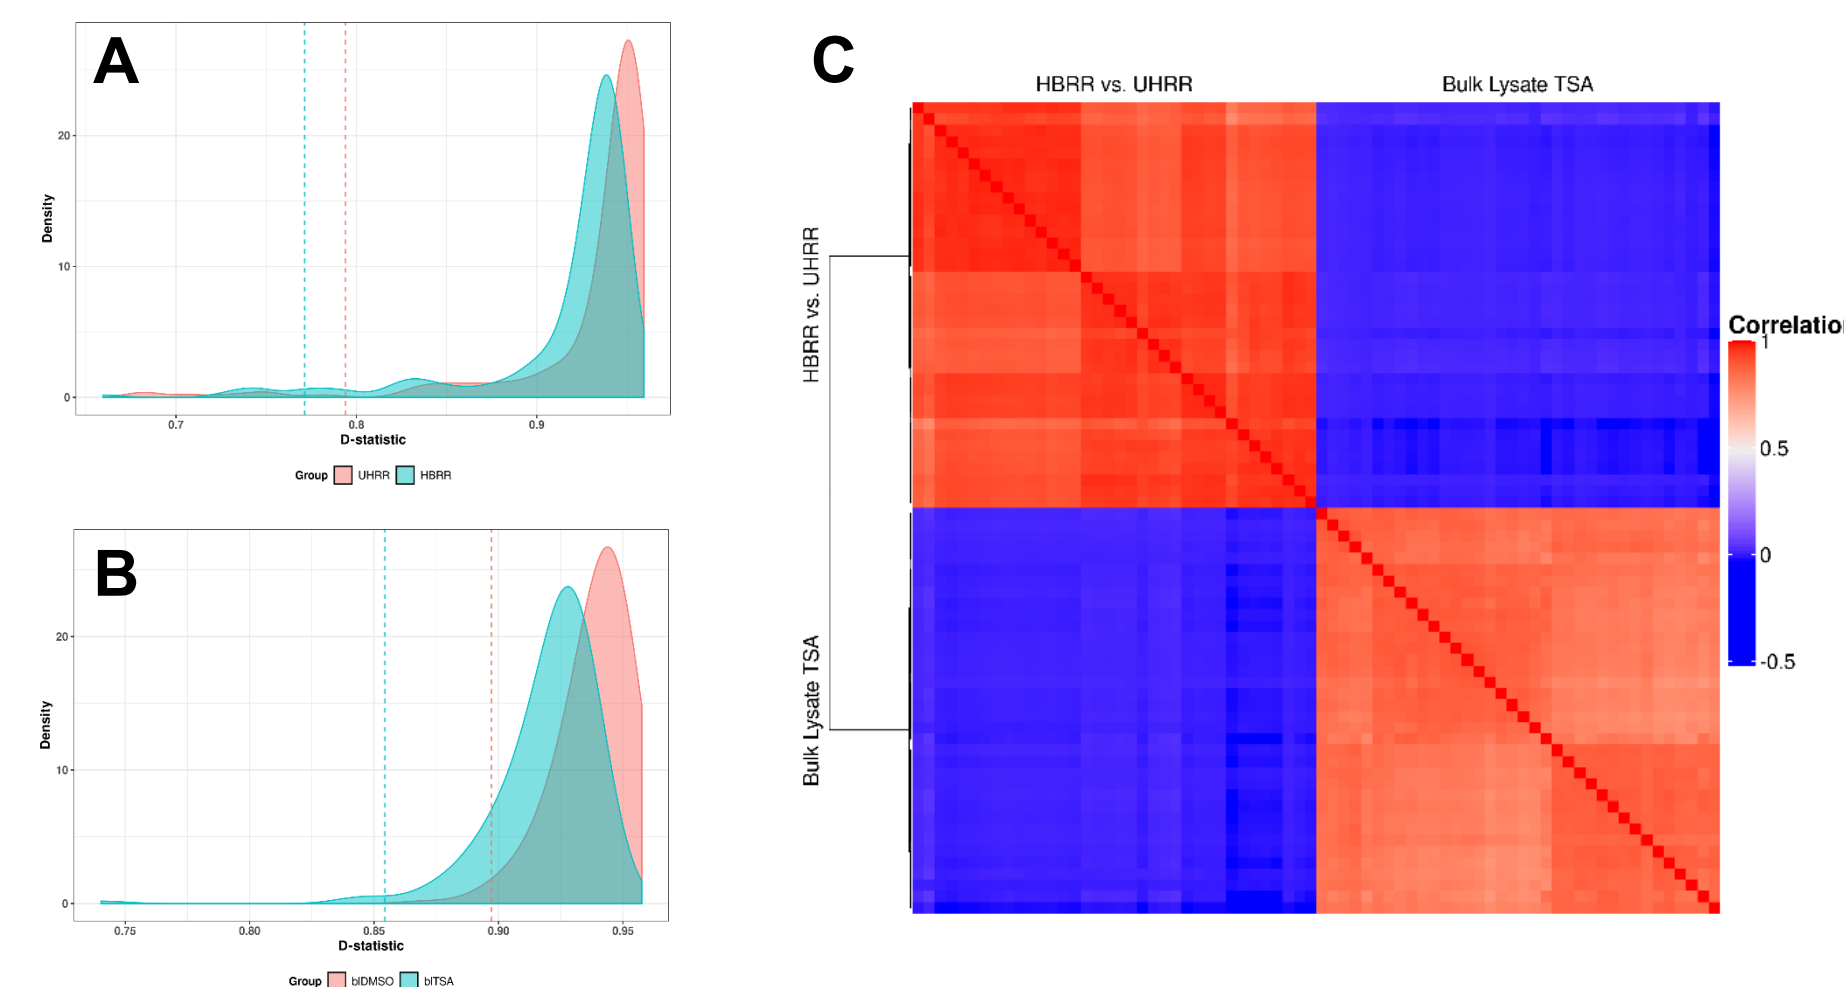 A
20
10
0
Density
0.7
0.8
0.9
D-statistic
Group UHRR HBRR
B
20
10
0
Density
0.75
0.80
0.85
0.90
0.95
D-statistic
Group blDMSO blTSA
C
HBRR vs. UHRR
Bulk Lysate TSA
HBRR vs. UHRR
Bulk Lysate TSA
Correlation
1
0.5
0
-0.5